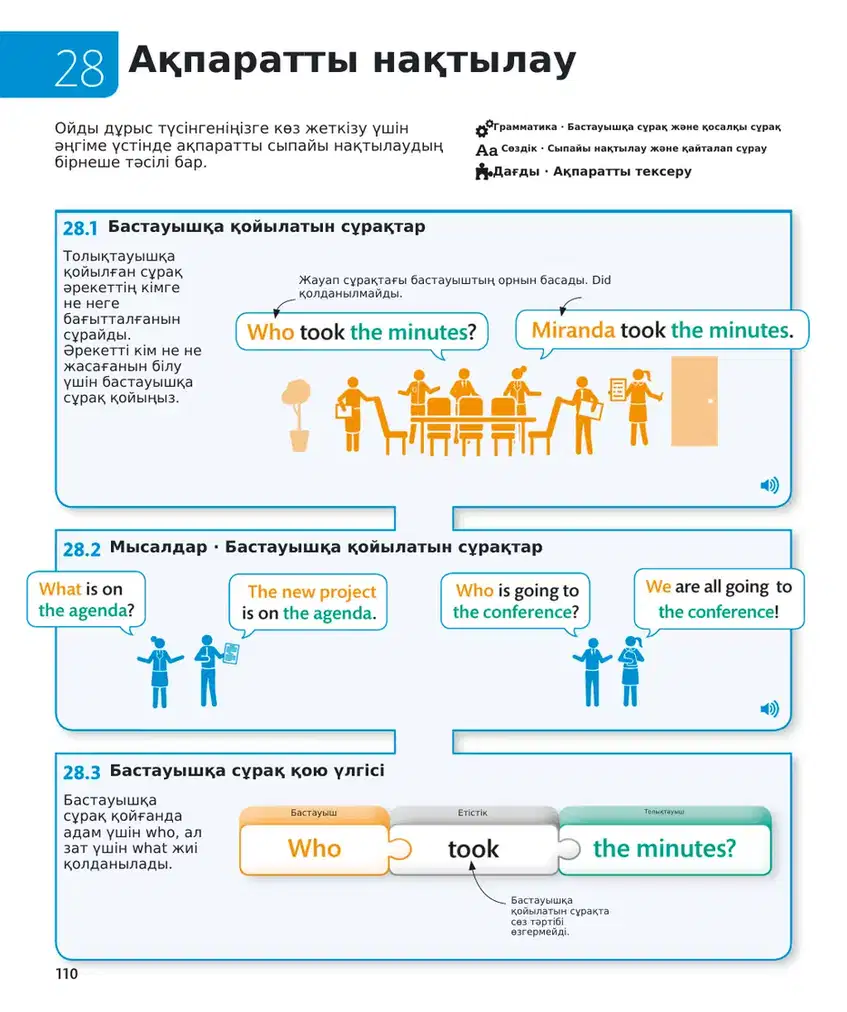 28
Ақпаратты нақтылау
Ойды дұрыс түсінгеніңізге көз жеткізу үшін
әңгіме үстінде ақпаратты сыпайы нақтылаудың
бірнеше тәсілі бар.
Грамматика · Бастауышқа сұрақ және қосалқы сұрақ
Aa Сөздік · Сыпайы нақтылау және қайталап сұрау
Дағды · Ақпаратты тексеру
28.1 Бастауышқа қойылатын сұрақтар
Толықтауышқа
қойылған сұрақ
әрекеттің кімге
не неге
бағытталғанын
сұрайды.
Әрекетті кім не не
жасағанын білу
үшін бастауышқа
сұрақ қойыңыз.
Жауап сұрақтағы бастауыштың орнын басады. Did
қолданылмайды.
Who took the minutes?
Miranda took the minutes.
28.2 Мысалдар · Бастауышқа қойылатын сұрақтар
What is on
the agenda?
The new project
is on the agenda.
Who is going to
the conference?
We are all going to
the conference!
28.3 Бастауышқа сұрақ қою үлгісі
Бастауышқа
сұрақ қойғанда
адам үшін who, ал
зат үшін what жиі
қолданылады.
Бастауыш
Етістік
Толықтауыш
Who
took
the minutes?
Бастауышқа
қойылатын сұрақта
сөз тәртібі
өзгермейді.
110